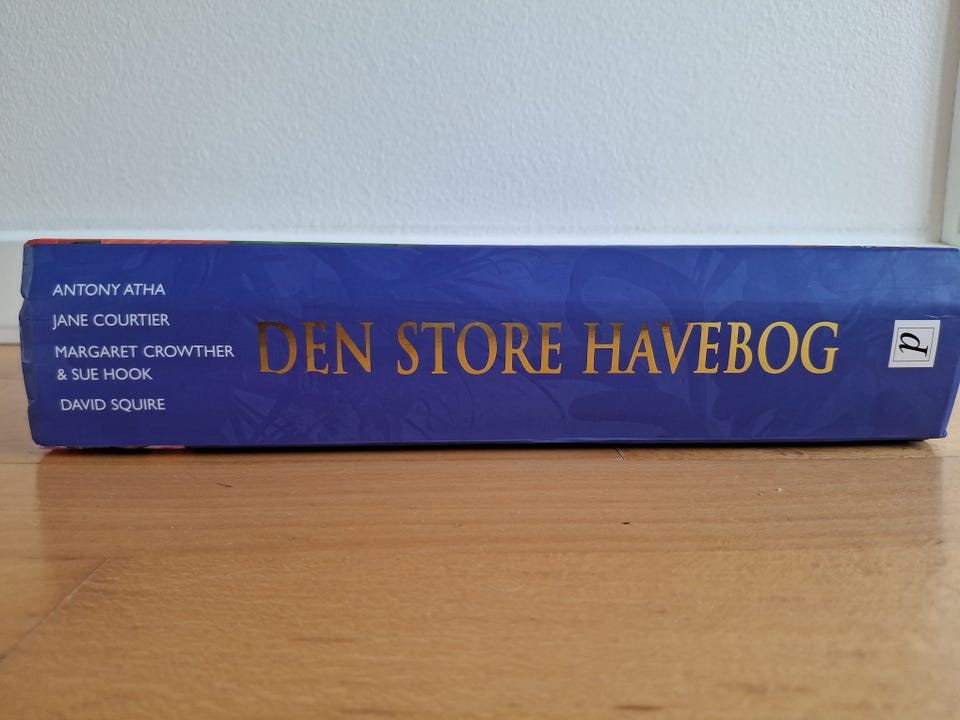 ANTONY ATHA
JANE COURTIER
MARGARET CROWTHER
& SUE HOOK
DAVID SQUIRE
DEN STORE HAVEBOG
p